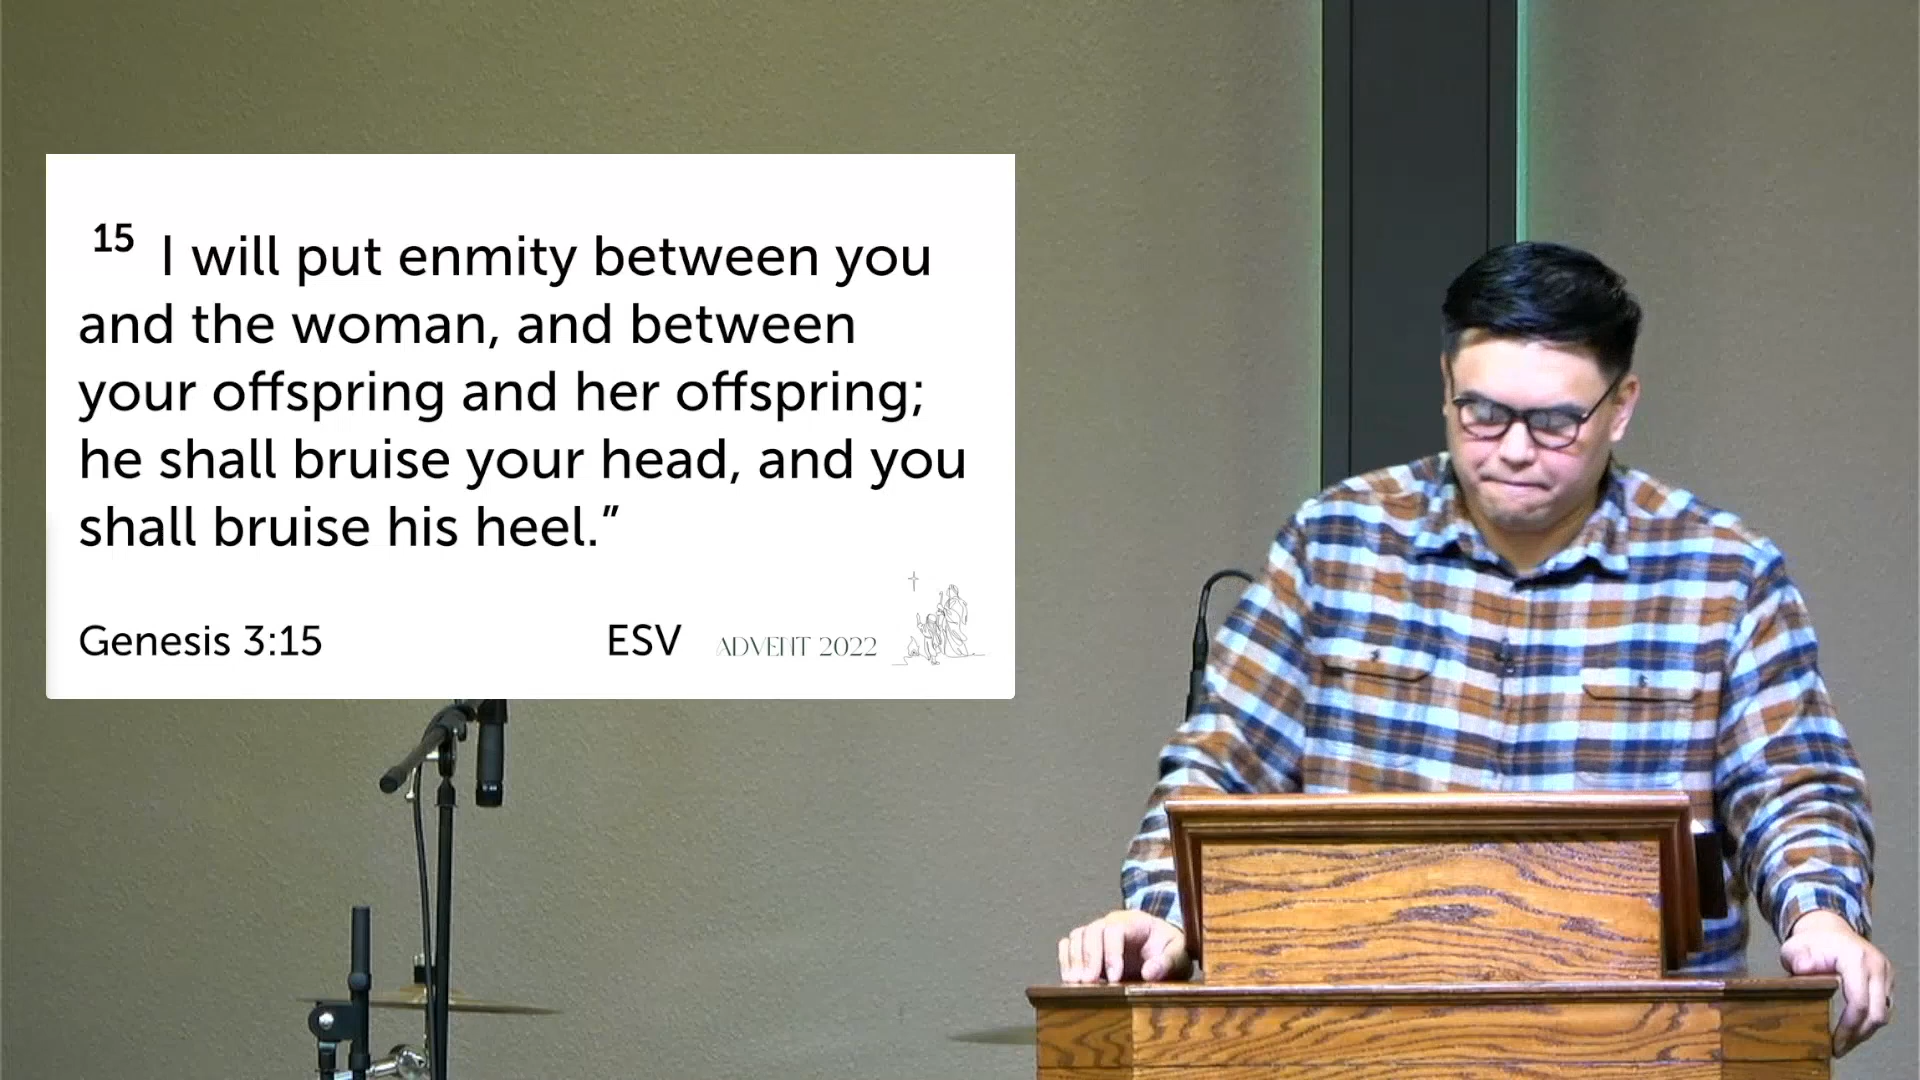 15 I will put enmity between you
and the woman, and between
your offspring and her offspring;
he shall bruise your head, and you
shall bruise his heel.”
Genesis 3:15 ESV ADVENT 2022